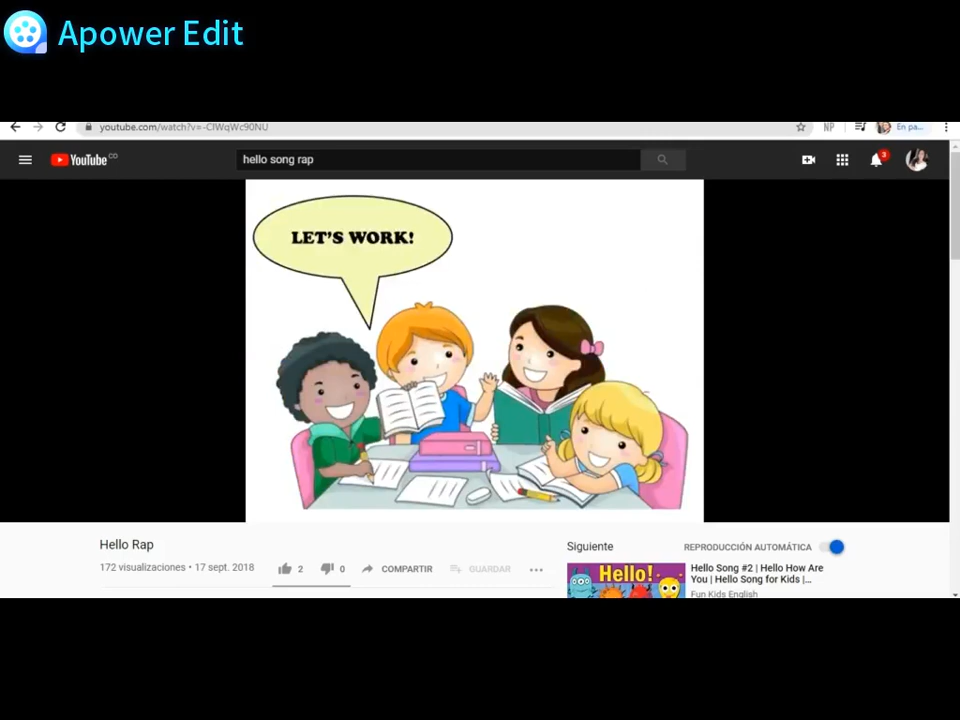 Apower Edit
youtube.com/watch?v=-CIWqWc90NU
NP
En pa...
YouTube CO
hello song rap
3
LET'S WORK!
Hello Rap
172 visualizaciones • 17 sept. 2018
2
0
COMPARTIR
GUARDAR
Siguiente
REPRODUCCIÓN AUTOMÁTICA
Hello!
Hello Song #2 | Hello How Are
You | Hello Song for Kids |...
Fun Kids English